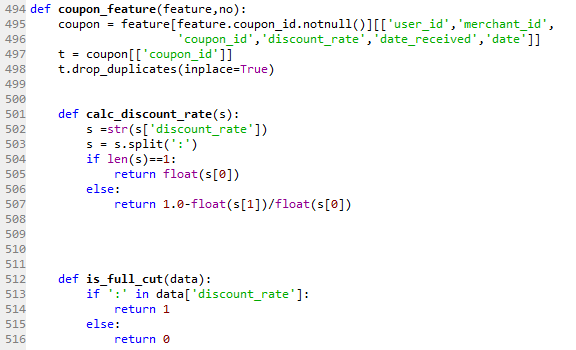 494 def coupon_feature(feature,no):
495     coupon = feature[feature.coupon_id.notnull()][['user_id','merchant_id',
496                      'coupon_id','discount_rate','date_received','date']]
497     t = coupon[['coupon_id']]
498     t.drop_duplicates(inplace=True)
499
500
501     def calc_discount_rate(s):
502         s =str(s['discount_rate'])
503         s = s.split(':')
504         if len(s)==1:
505             return float(s[0])
506         else:
507             return 1.0-float(s[1])/float(s[0])
508
509
510
511
512     def is_full_cut(data):
513         if ':' in data['discount_rate']:
514             return 1
515         else:
516             return 0